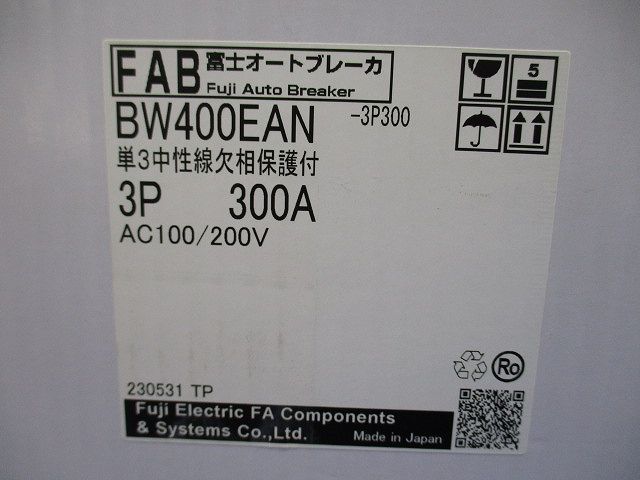 FAB 富士オートブレーカ
Fuji Auto Breaker
BW400EAN -3P300
単3中性線欠相保護付
3P 300A
AC100/200V
5
230531 TP
Ro
Fuji Electric FA Components
& Systems Co.,Ltd. Made in Japan